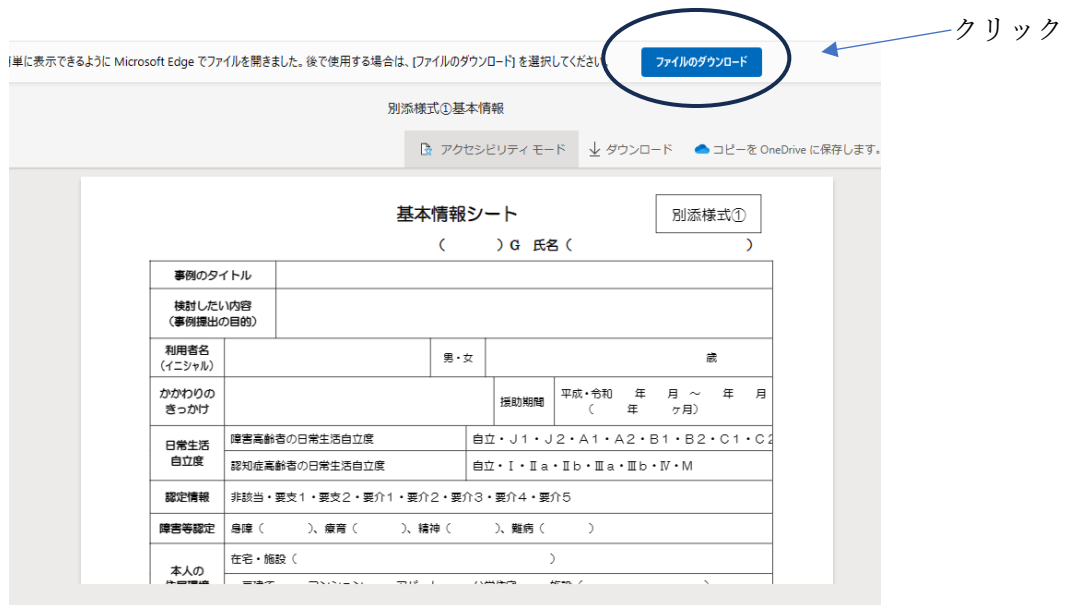 クリック
単に表示できるように Microsoft Edge でファイルを開きました。後で使用する場合は、[ファイルのダウンロード] を選択してください。 ファイルのダウンロード
別添様式①基本情報
アクセシビリティ モード ダウンロード コピーを OneDrive に保存します。
基本情報シート 別添様式①
（　　　）G　氏名（　　　　　　　　　　　）
事例のタイトル
検討したい内容
（事例提出の目的）
利用者名
（イニシャル） 男・女 歳
かかわりの
きっかけ 援助期間 平成・令和　年　月 ～　年　月
（　　年　　ヶ月）
日常生活
自立度
障害高齢者の日常生活自立度 自立・Ｊ１・Ｊ２・Ａ１・Ａ２・Ｂ１・Ｂ２・Ｃ１・Ｃ２
認知症高齢者の日常生活自立度 自立・Ⅰ・Ⅱａ・Ⅱｂ・Ⅲａ・Ⅲｂ・Ⅳ・Ｍ
認定情報 非該当・要支１・要支２・要介１・要介２・要介３・要介４・要介５
障害等認定 身障（　　　）、療育（　　　）、精神（　　　）、難病（　　　）
本人の
在宅・施設（　　　　　　　　　　　　　　　　　）